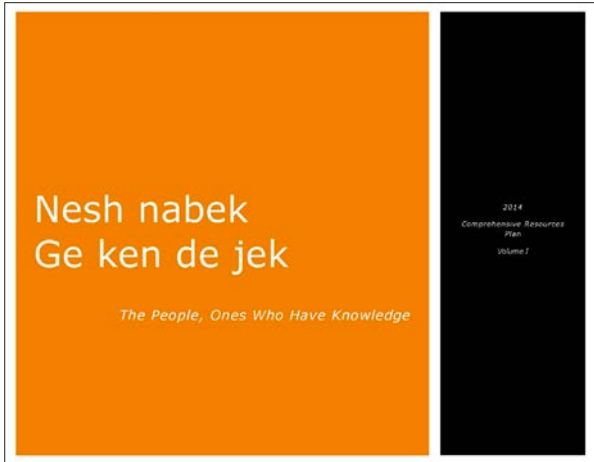 Nesh nabek
Ge ken de jek
The People, Ones Who Have Knowledge
2014
Comprehensive Resources
Plan
Volume I